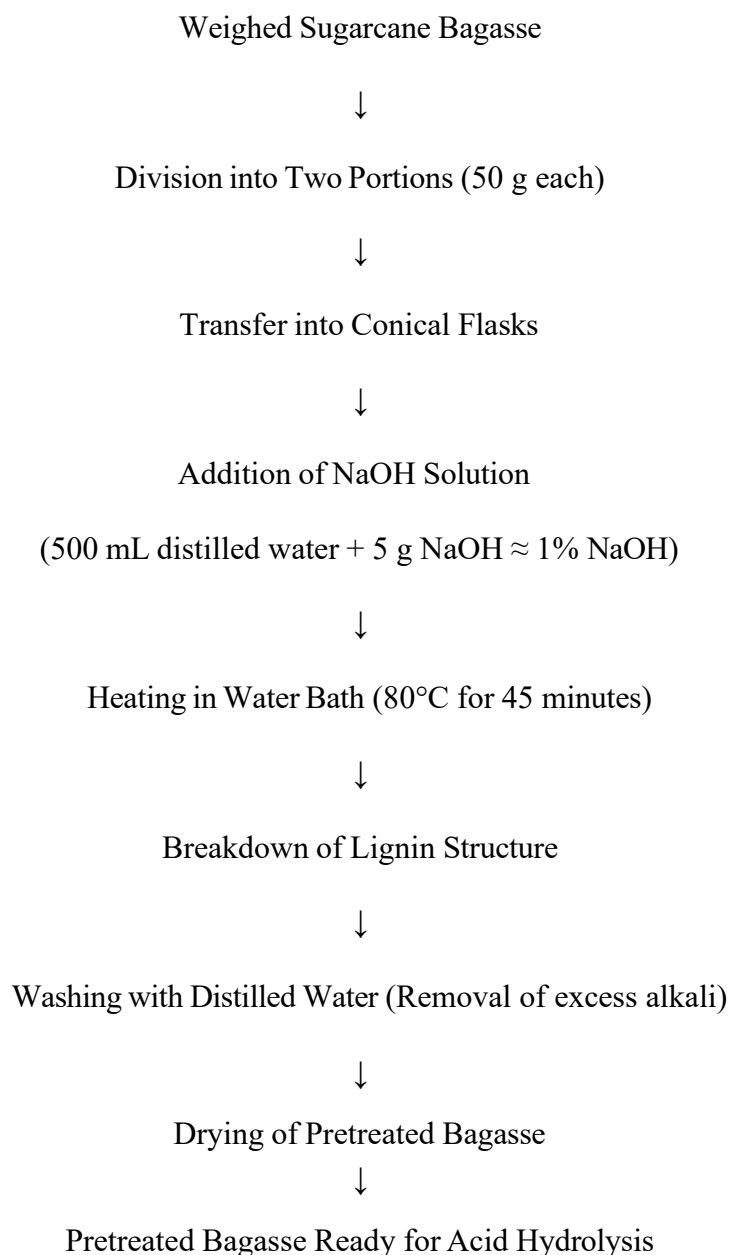 Weighed Sugarcane Bagasse
↓
Division into Two Portions (50 g each)
↓
Transfer into Conical Flasks
↓
Addition of NaOH Solution
(500 mL distilled water + 5 g NaOH ≈ 1% NaOH)
↓
Heating in Water Bath (80°C for 45 minutes)
↓
Breakdown of Lignin Structure
↓
Washing with Distilled Water (Removal of excess alkali)
↓
Drying of Pretreated Bagasse
↓
Pretreated Bagasse Ready for Acid Hydrolysis